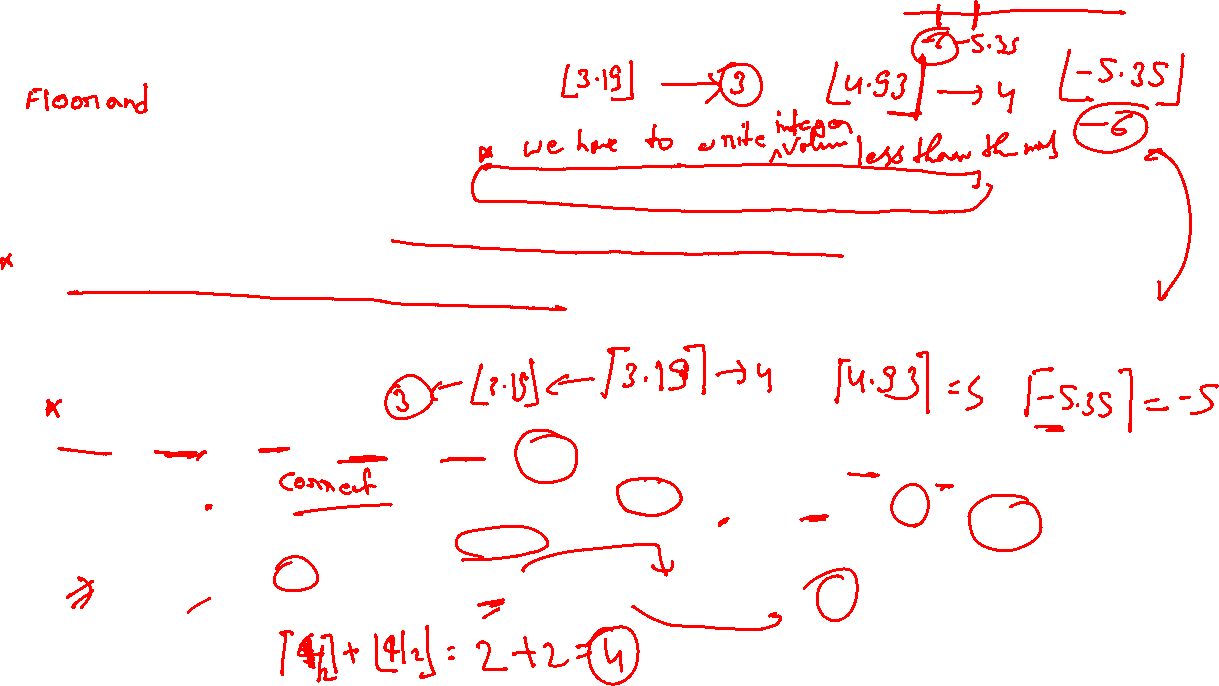 -6 -5.35
⌊3.19⌋ → 3 ⌊4.93⌋ → 4 ⌊-5.35⌋
Floor and
-6
* we have to write integer value less than th
*
3 ← ⌊3.19⌋ ← ⌈3.19⌉ → 4 ⌈4.93⌉ = 5 ⌈-5.35⌉ = -5
*
correct
⌈4/2⌉ + ⌊4/2⌋ = 2 + 2 = 4